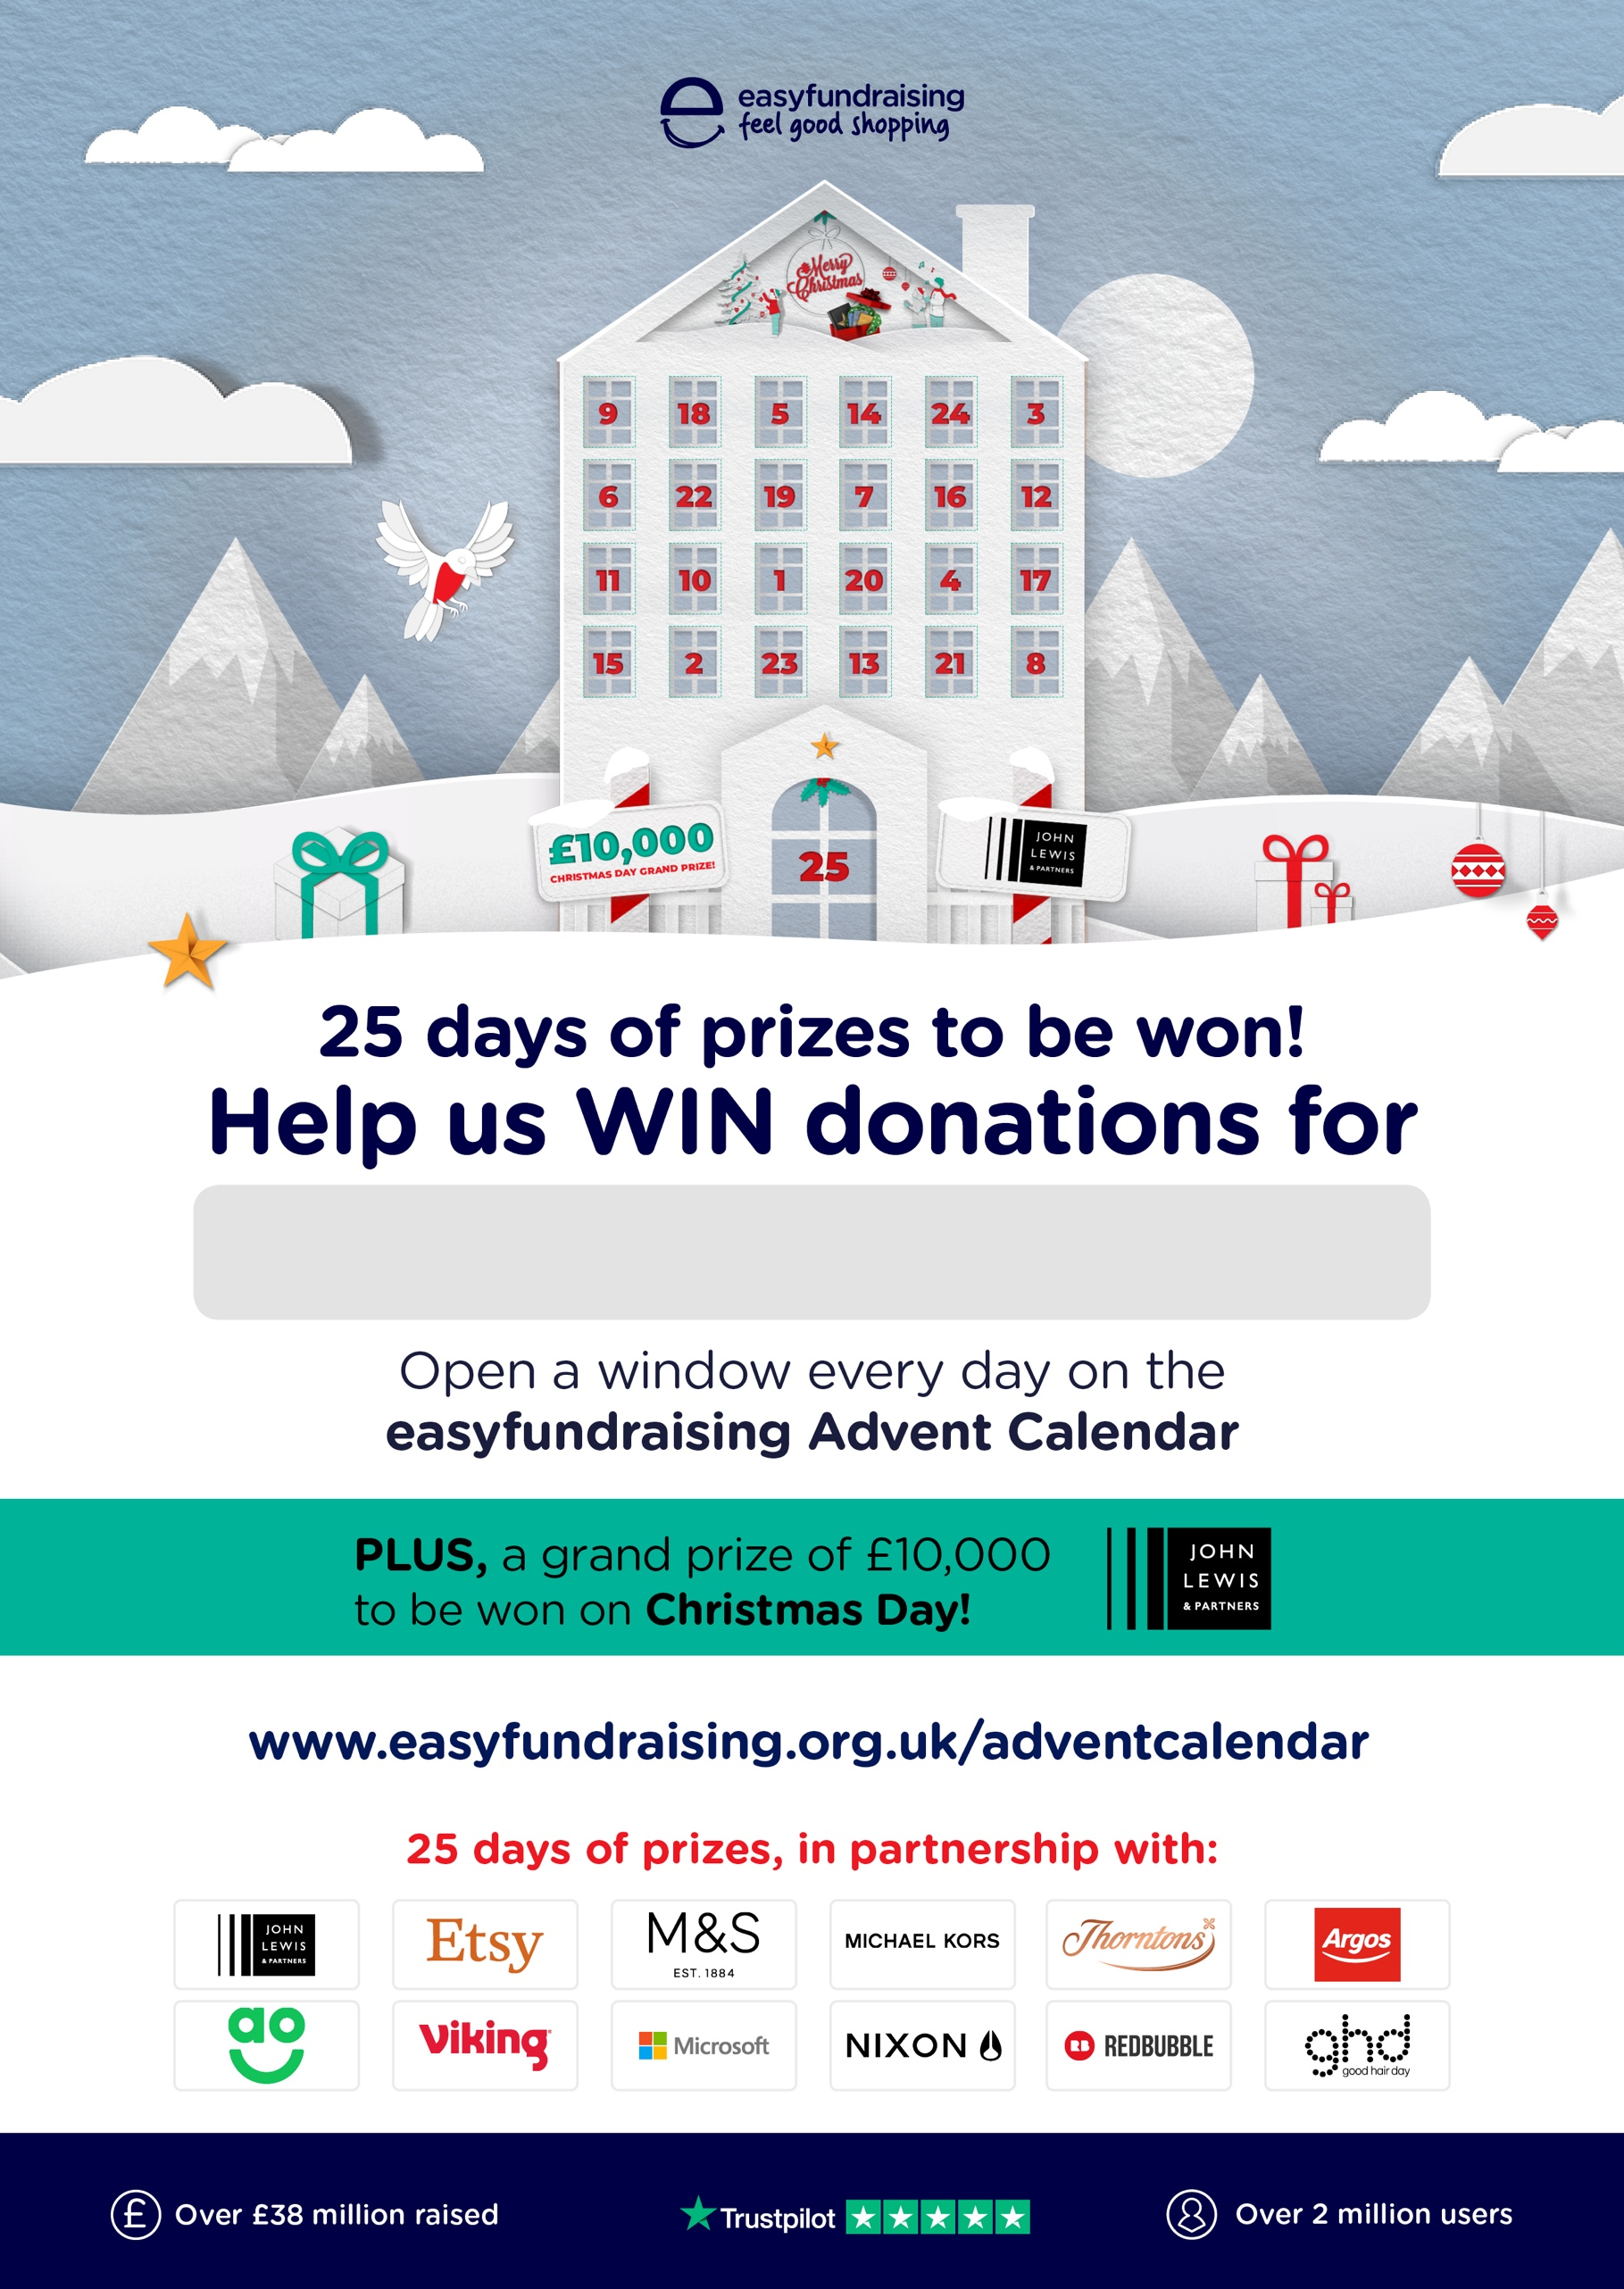 easyfundraising
feel good shopping
Merry
Christmas
9 18 5 14 24 3
6 22 19 7 16 12
11 10 1 20 4 17
15 2 23 13 21 8
£10,000
CHRISTMAS DAY GRAND PRIZE!
25
JOHN
LEWIS
& PARTNERS
25 days of prizes to be won!
Help us WIN donations for
Open a window every day on the
easyfundraising Advent Calendar
PLUS, a grand prize of £10,000
to be won on Christmas Day!
JOHN
LEWIS
& PARTNERS
www.easyfundraising.org.uk/adventcalendar
25 days of prizes, in partnership with:
JOHN
LEWIS
& PARTNERS
Etsy
M&S
EST. 1884
MICHAEL KORS
Thorntons
Argos
ao
Viking
Microsoft
NIXON
RB REDBUBBLE
ghd
good hair day
£ Over £38 million raised
Trustpilot
Over 2 million users